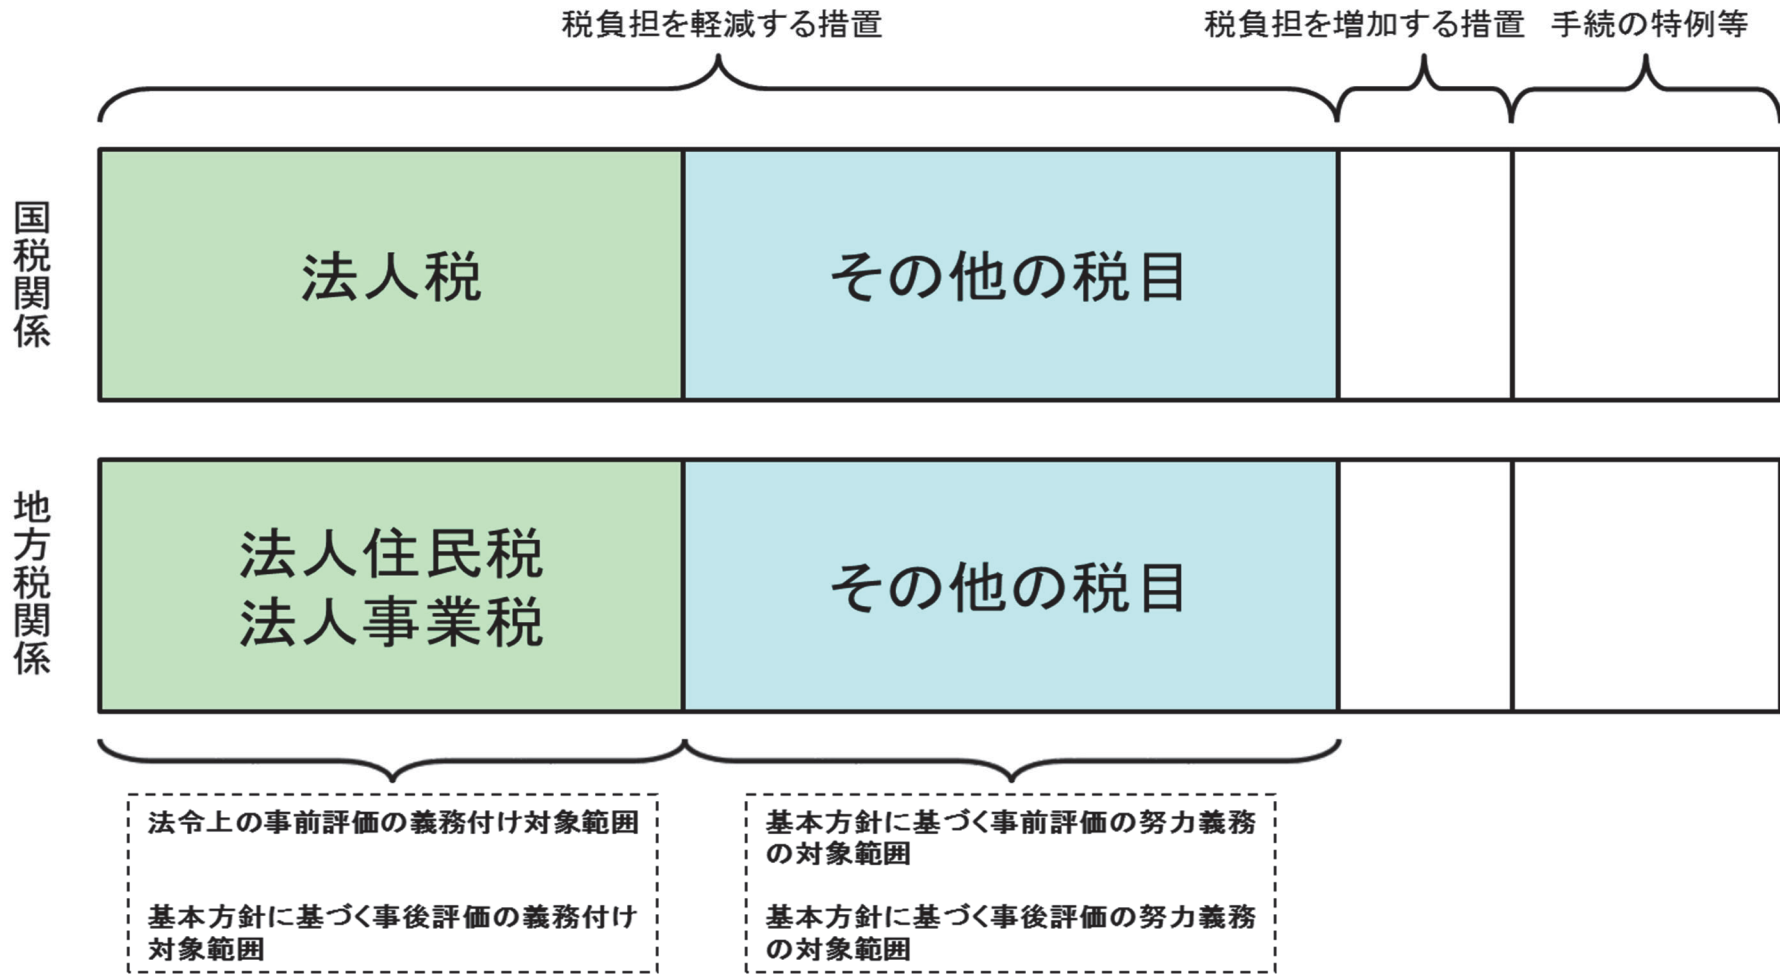 税負担を軽減する措置
税負担を増加する措置
手続の特例等
国税関係
法人税
その他の税目
地方税関係
法人住民税
法人事業税
その他の税目
法令上の事前評価の義務付け対象範囲
基本方針に基づく事後評価の義務付け
対象範囲
基本方針に基づく事前評価の努力義務
の対象範囲
基本方針に基づく事後評価の努力義務
の対象範囲